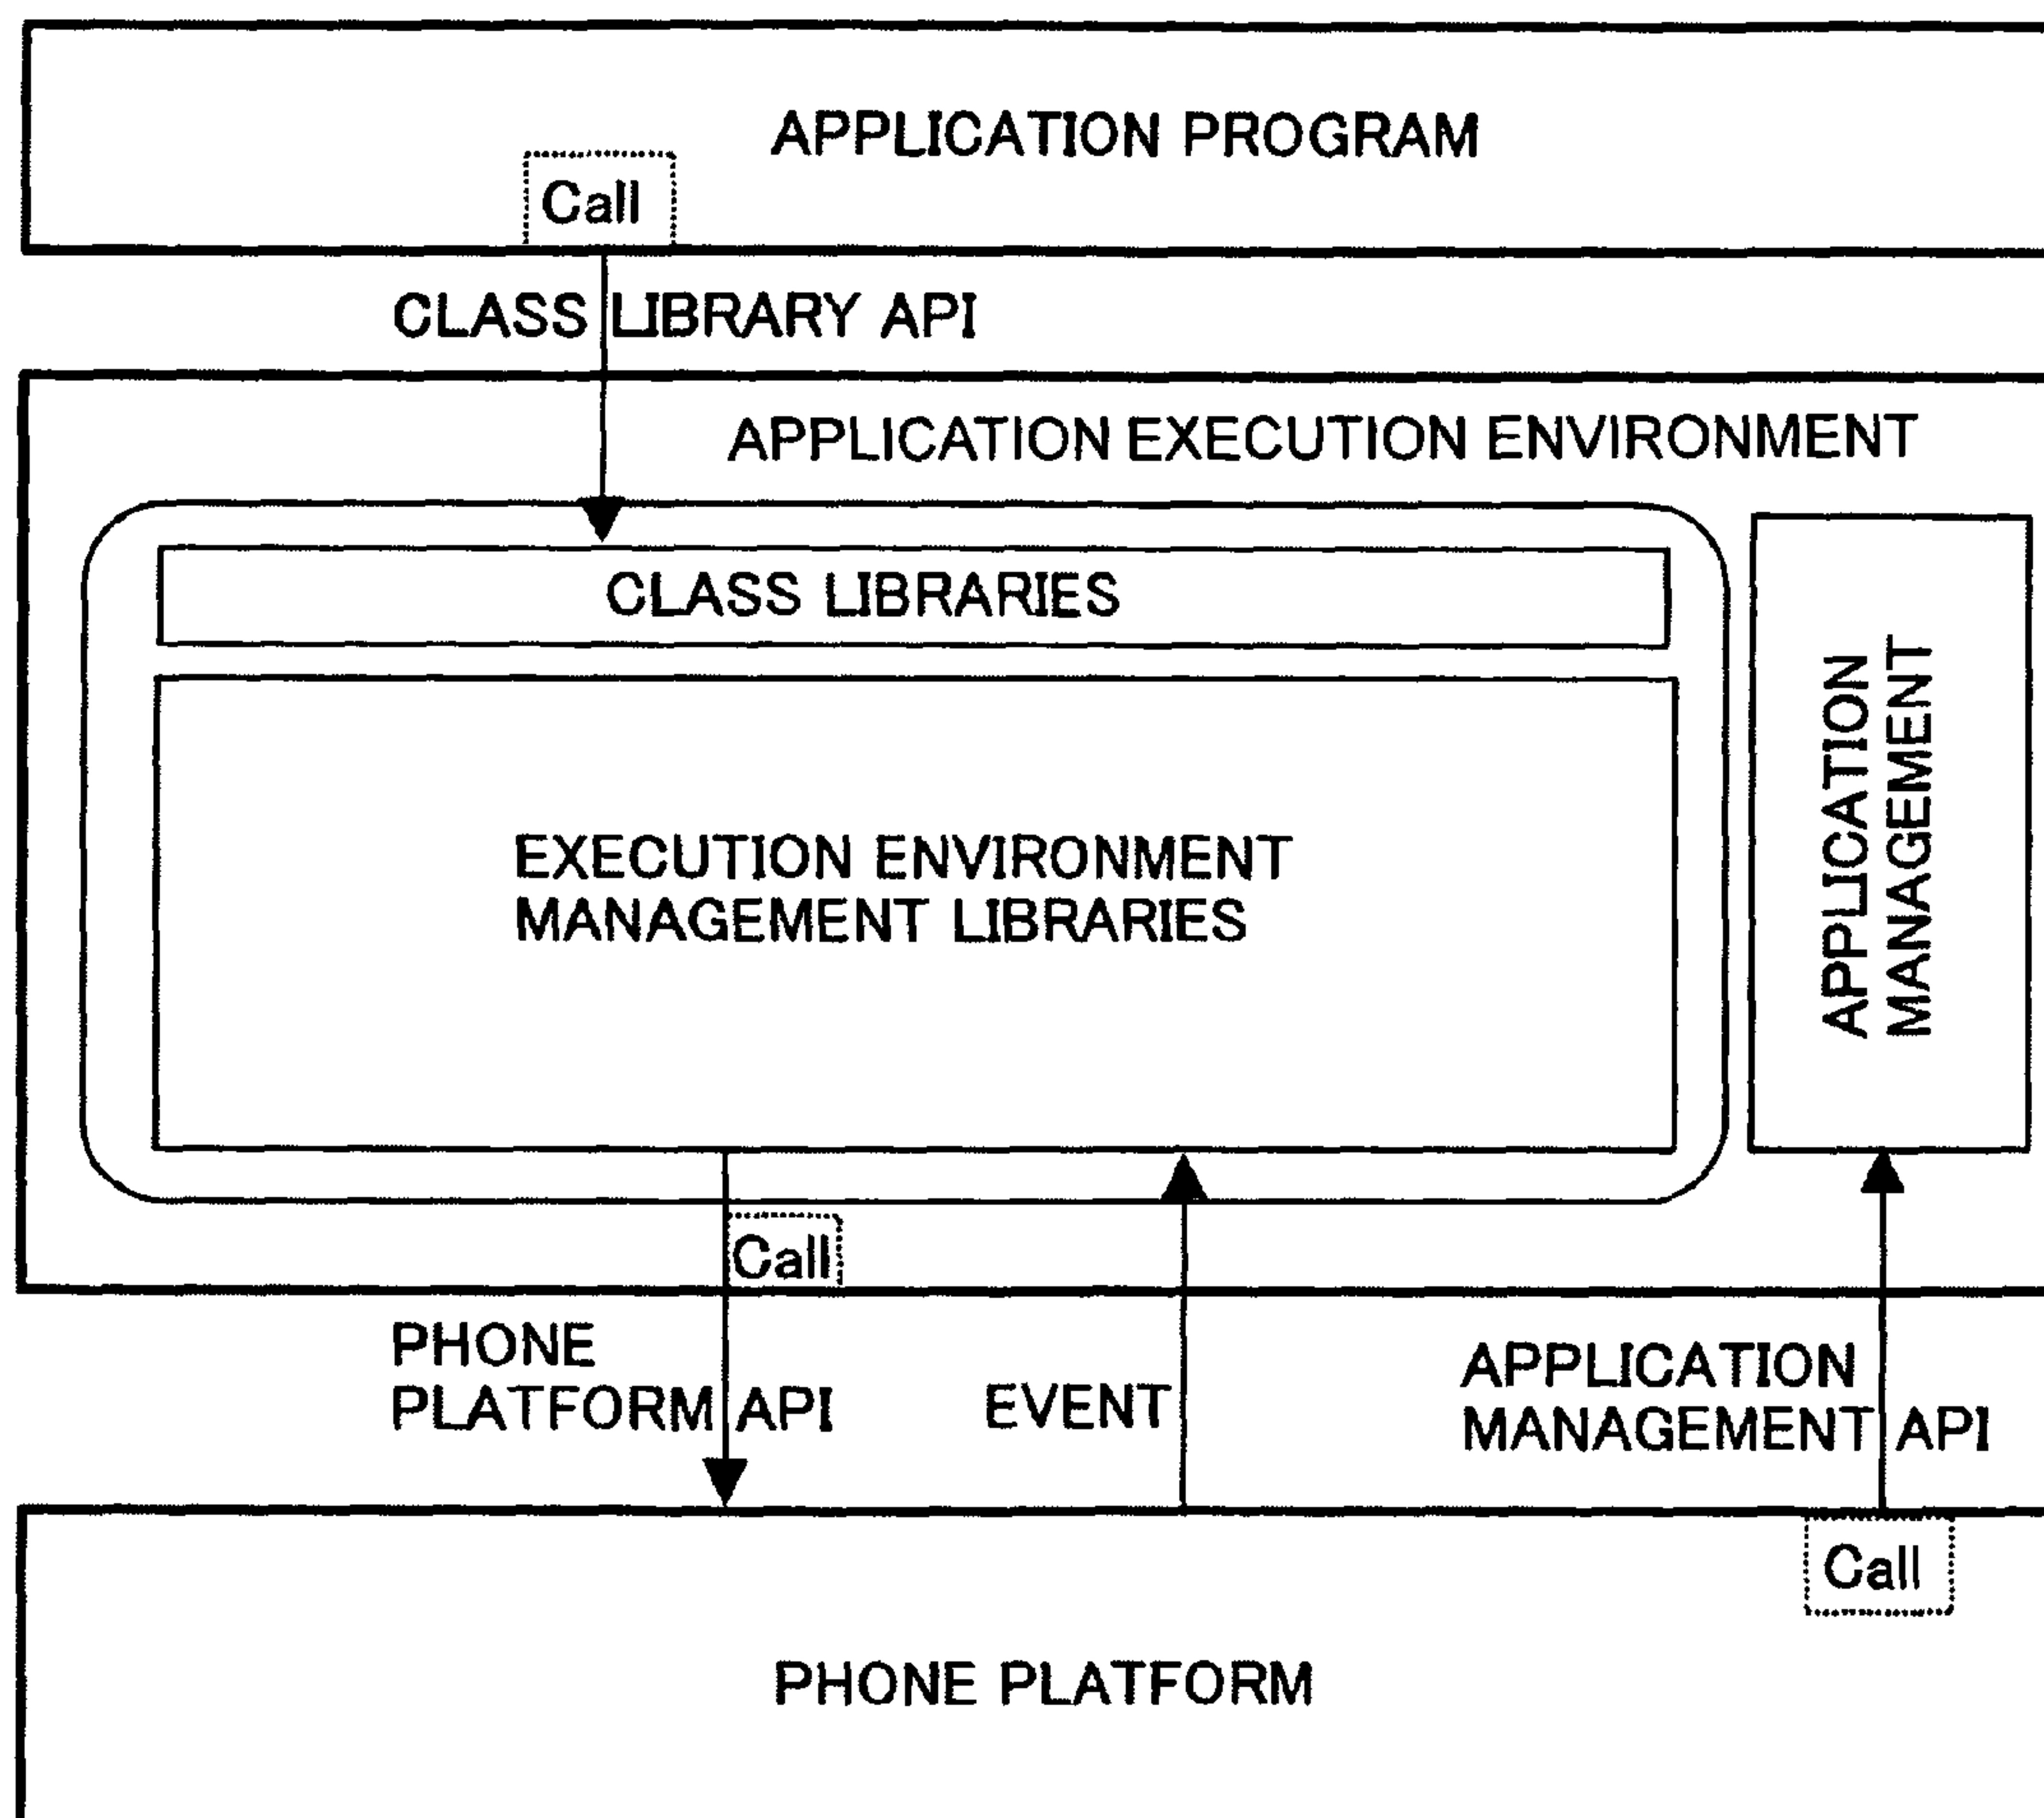 APPLICATION PROGRAM
Call
CLASS LIBRARY API
APPLICATION EXECUTION ENVIRONMENT
CLASS LIBRARIES
EXECUTION ENVIRONMENT
MANAGEMENT LIBRARIES
APPLICATION
MANAGEMENT
Call
PHONE
PLATFORM API
EVENT
APPLICATION
MANAGEMENT API
Call
PHONE PLATFORM